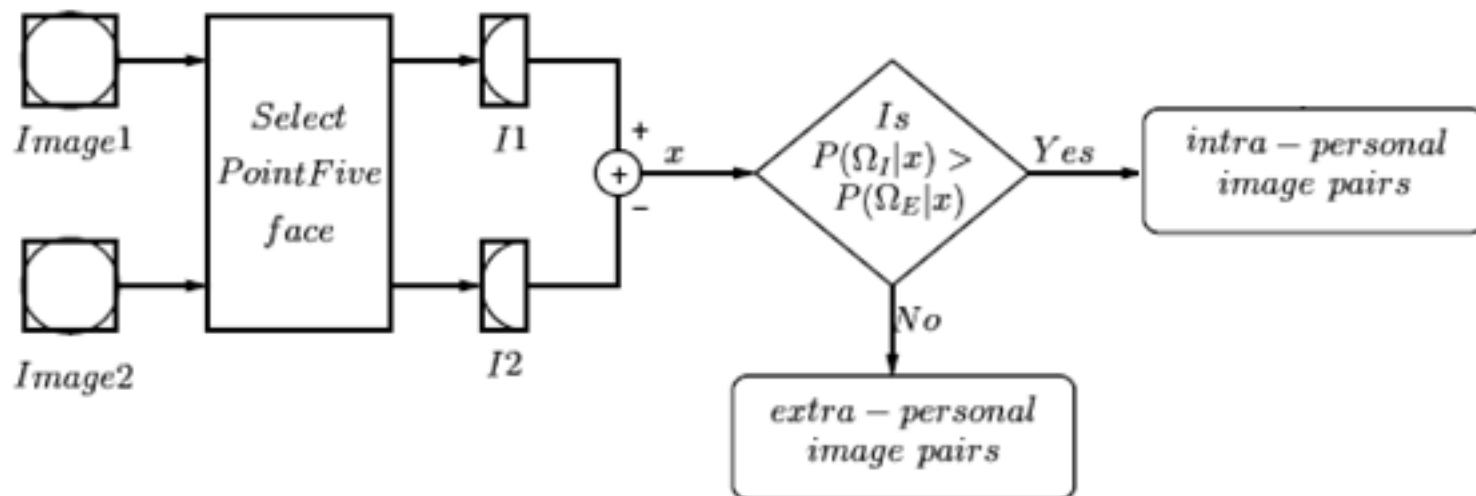 Image1
Image2
Select
PointFive
face
I1
I2
+
+
−
x
Is
P(Ω_I|x) >
P(Ω_E|x)
Yes
No
intra − personal
image pairs
extra − personal
image pairs